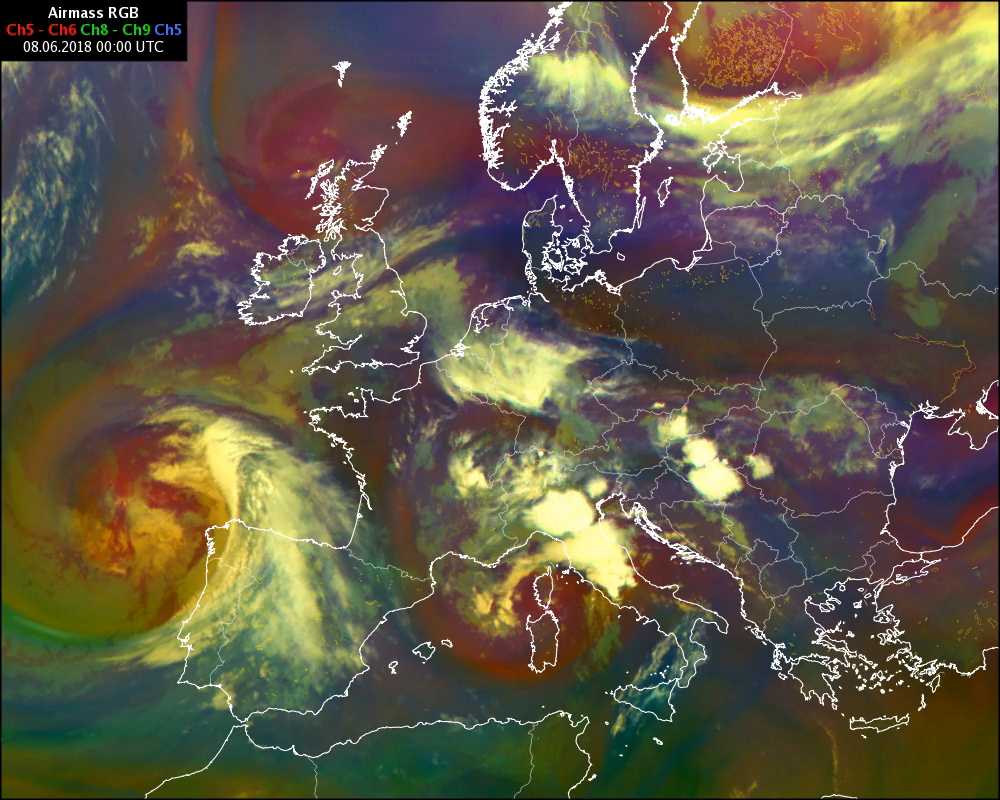 Airmass RGB
Ch5 - Ch6 Ch8 - Ch9 Ch5
08.06.2018 00:00 UTC